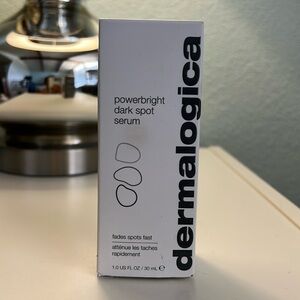 powerbright
dark spot
serum
dermalogica
fades spots fast
atténue les taches
rapidement
1.0 US FL OZ / 30 mL ℮